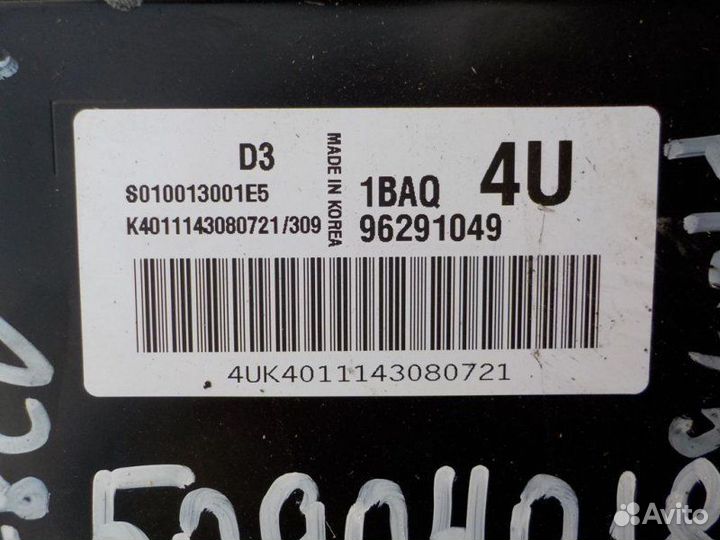 D3
S010013001E5
K4011143080721/309
MADE IN KOREA
1BAQ 4U
96291049
4UK4011143080721
Avito